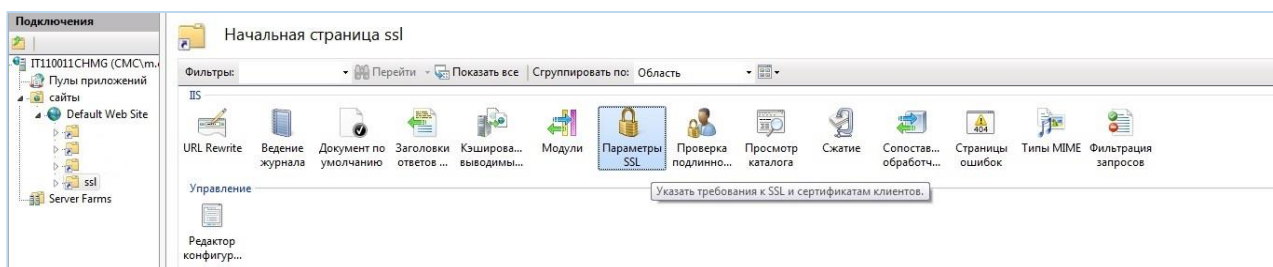 Подключения
Начальная страница ssl
IT110011CHMG (CMC\m.
Пулы приложений
сайты
Default Web Site
ssl
Server Farms
Фильтры: Перейти Показать все Сгруппировать по: Область
IIS
URL Rewrite
Ведение журнала
Документ по умолчанию
Заголовки ответов ...
Кэширова... выводимы...
Модули
Параметры SSL
Проверка подлинно...
Просмотр каталога
Сжатие
Сопостав... обработч...
404
Страницы ошибок
Типы MIME
Фильтрация запросов
Управление
Указать требования к SSL и сертификатам клиентов.
Редактор конфигур...